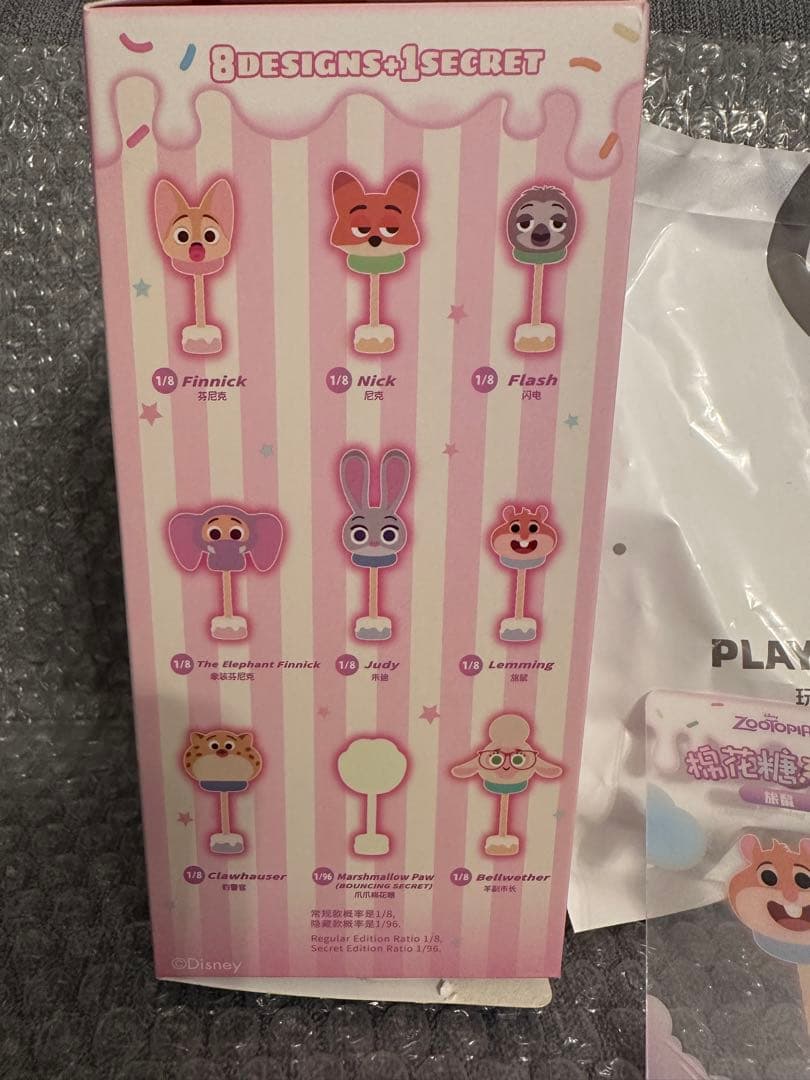 8DESIGNS+1SECRET
1/8 Finnick
芬尼克
1/8 Nick
尼克
1/8 Flash
闪电
1/8 The Elephant Finnick
拿破芬尼克
1/8 Judy
朱迪
1/8 Lemming
旅鼠
1/8 Clawhauser
豹警官
1/96 Marshmallow Paw
(BOUNCING SECRET)
爪爪棉花糖
1/8 Bellwether
羊副市长
常规款概率是1/8,
隐藏款概率是1/96.
Regular Edition Ratio 1/8,
Secret Edition Ratio 1/96.
©Disney
PLAY
玩
Disney
ZOOTOPIA
棉花糖
旅鼠